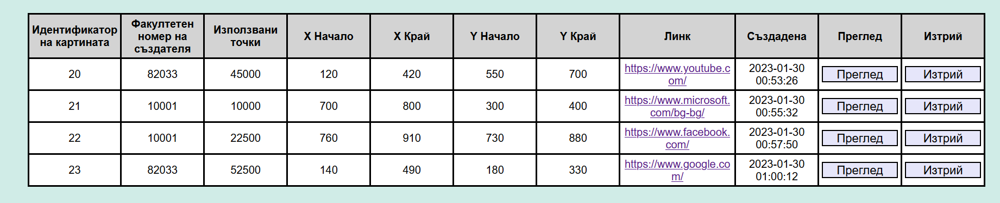 Идентификатор на картината Факултетен номер на създателя Използвани точки X Начало X Край Y Начало Y Край Линк Създадена Преглед Изтрий
20 82033 45000 120 420 550 700 https://www.youtube.com/ 2023-01-30 00:53:26 Преглед Изтрий
21 10001 10000 700 800 300 400 https://www.microsoft.com/bg-bg/ 2023-01-30 00:55:32 Преглед Изтрий
22 10001 22500 760 910 730 880 https://www.facebook.com/ 2023-01-30 00:57:50 Преглед Изтрий
23 82033 52500 140 490 180 330 https://www.google.com/ 2023-01-30 01:00:12 Преглед Изтрий